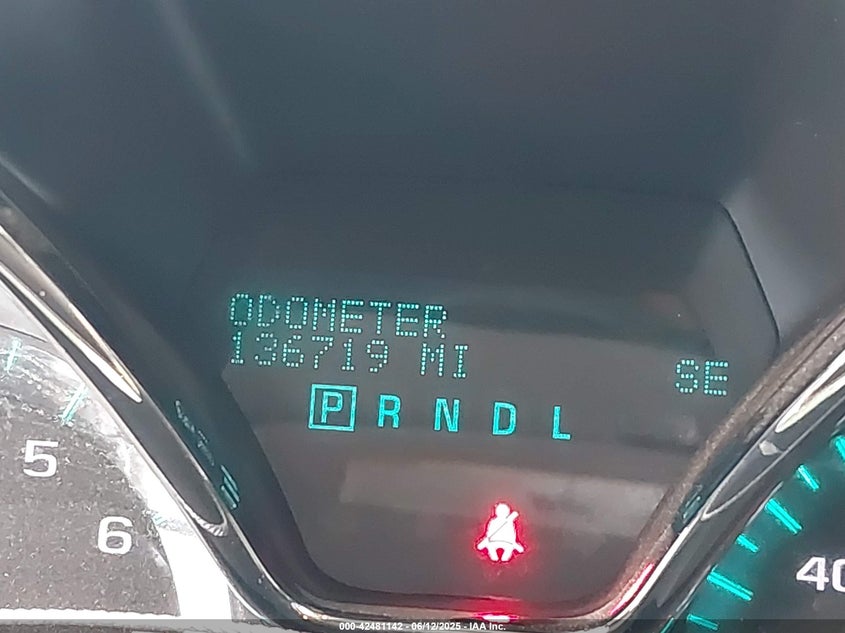 ODOMETER
136719 MI
SE
P R N D L
5
6
40
000-42481142 - 06/12/2025 - IAA Inc.